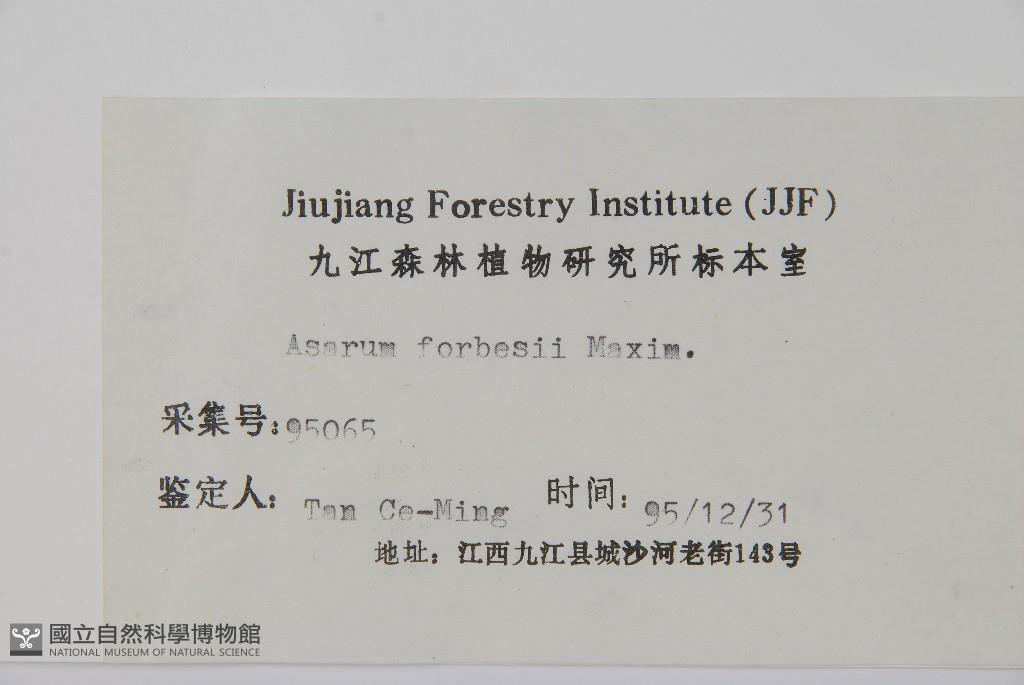 Jiujiang Forestry Institute (JJF)
九江森林植物研究所标本室
Asarum forbesii Maxim.
采集号:95065
鉴定人: Tan Ce-Ming 时间: 95/12/31
地址: 江西九江县城沙河老街143号
國立自然科學博物館
NATIONAL MUSEUM OF NATURAL SCIENCE